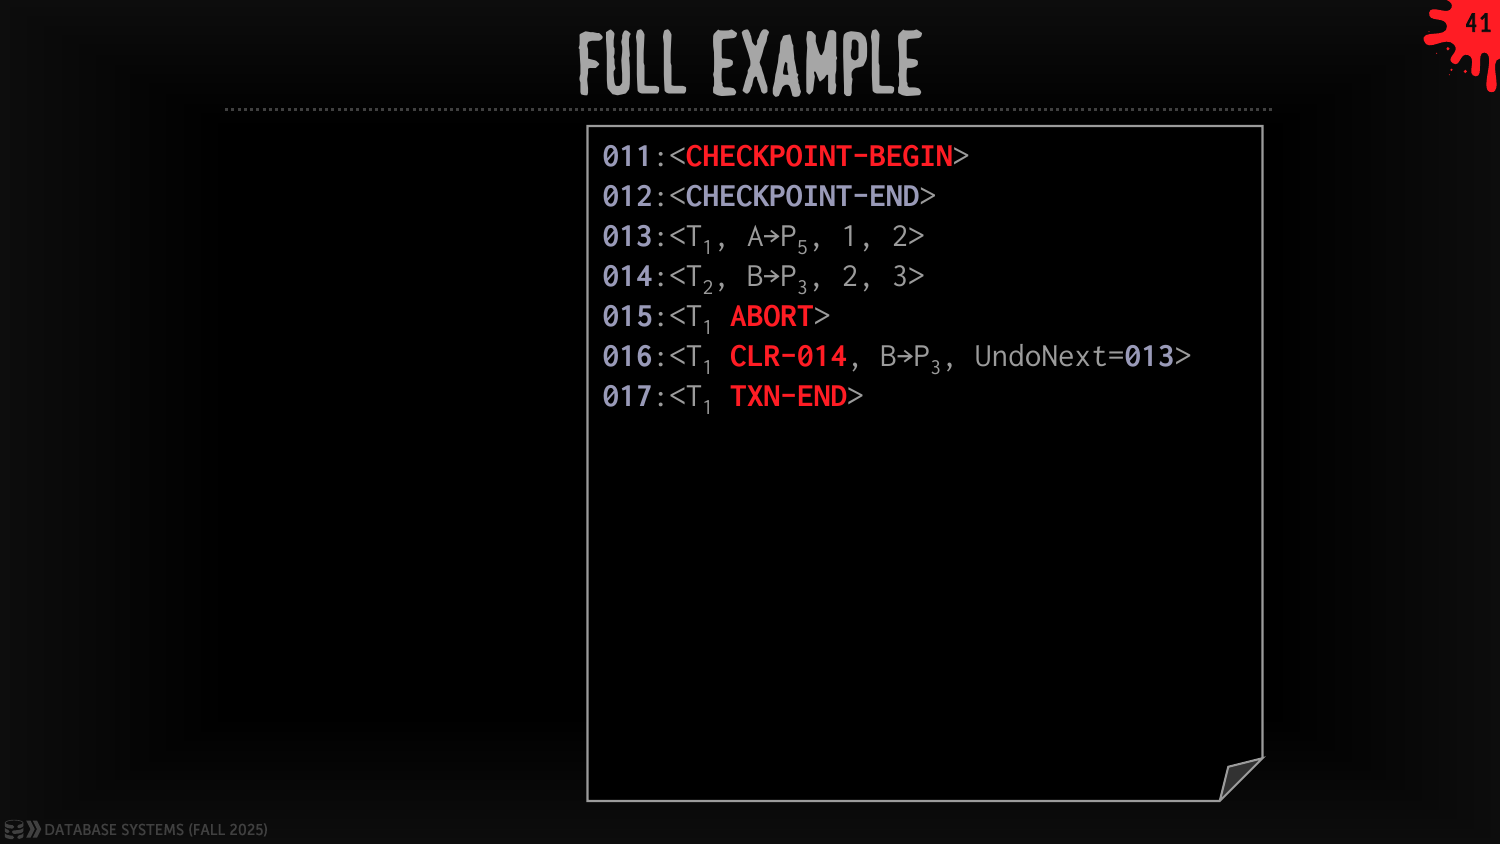 41
FULL EXAMPLE
011:<CHECKPOINT-BEGIN>
012:<CHECKPOINT-END>
013:<T₁, A→P₅, 1, 2>
014:<T₂, B→P₃, 2, 3>
015:<T₁ ABORT>
016:<T₁ CLR-014, B→P₃, UndoNext=013>
017:<T₁ TXN-END>
DATABASE SYSTEMS (FALL 2025)